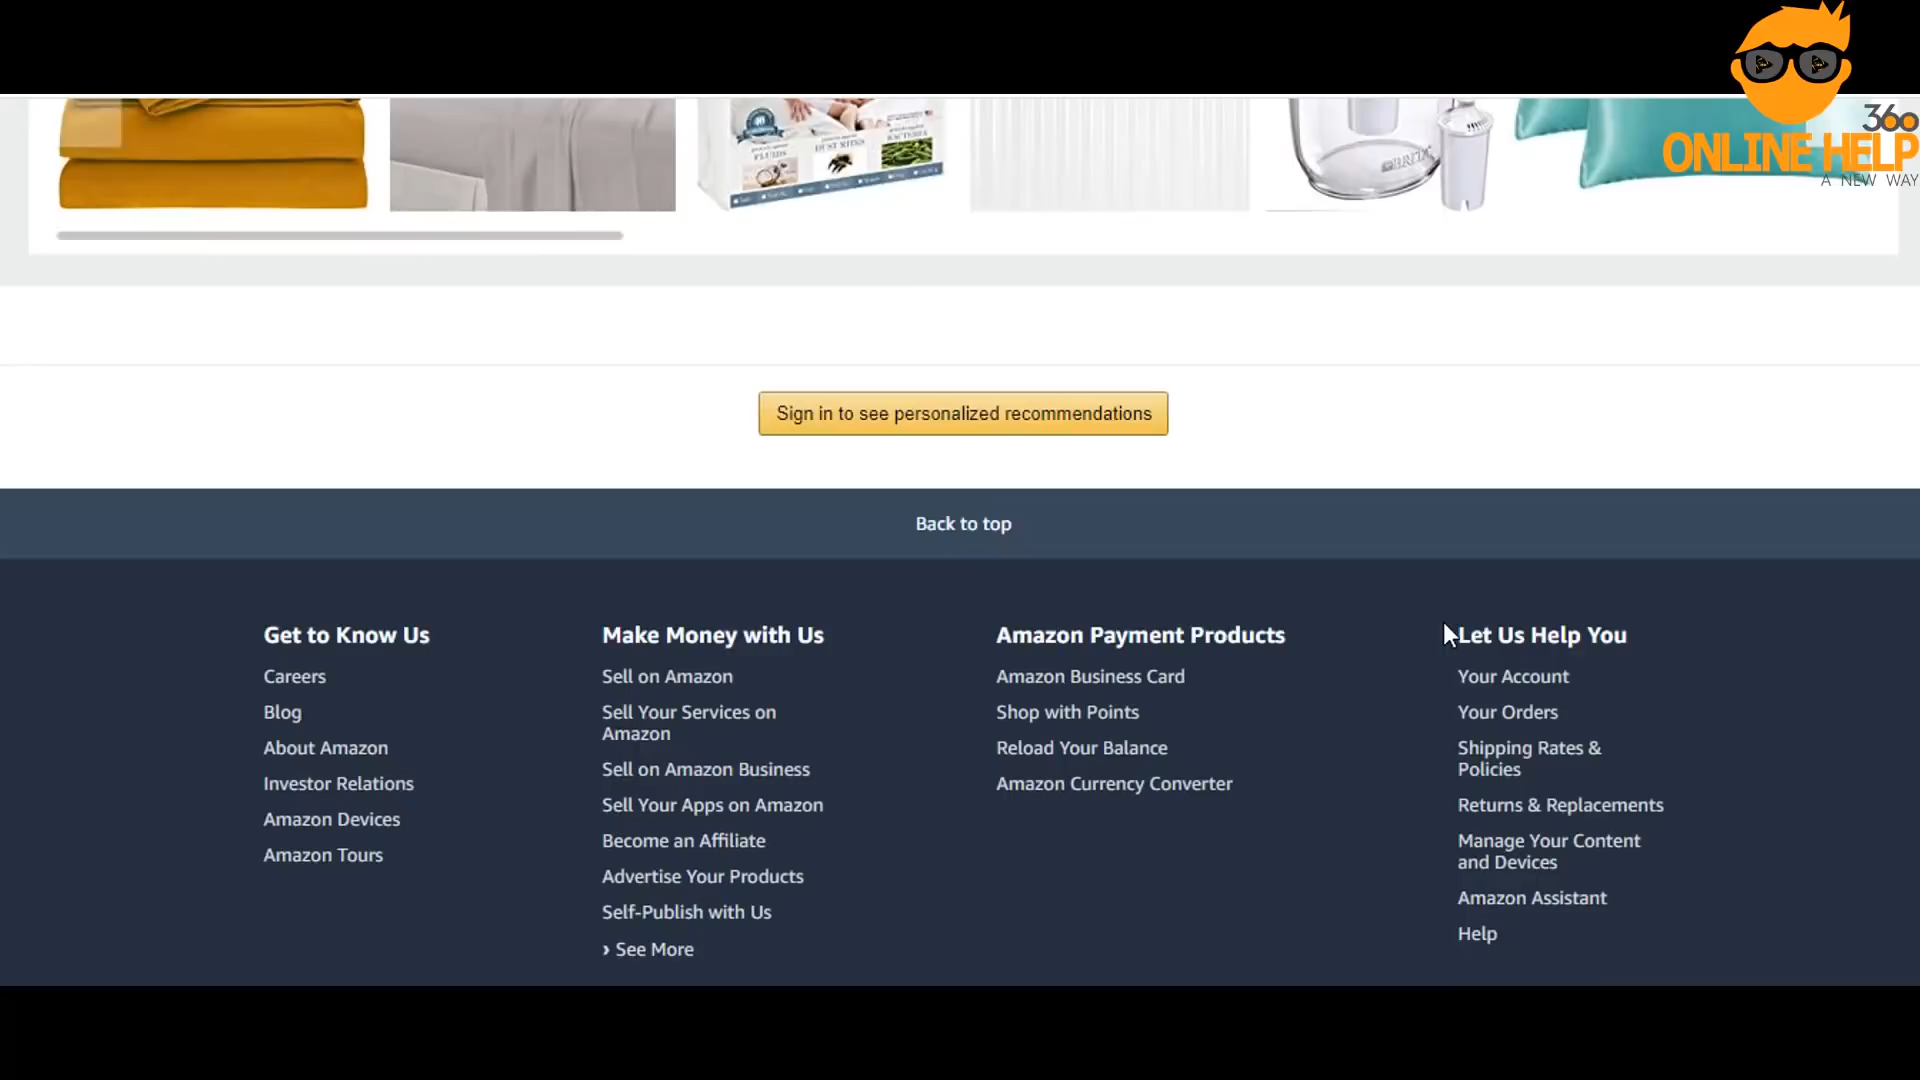 360
ONLINE HELP
A NEW WAY
FLUIDS
DUST MITES
BACTERIA
BRITA
Sign in to see personalized recommendations
Back to top
Get to Know Us
Careers
Blog
About Amazon
Investor Relations
Amazon Devices
Amazon Tours
Make Money with Us
Sell on Amazon
Sell Your Services on
Amazon
Sell on Amazon Business
Sell Your Apps on Amazon
Become an Affiliate
Advertise Your Products
Self-Publish with Us
› See More
Amazon Payment Products
Amazon Business Card
Shop with Points
Reload Your Balance
Amazon Currency Converter
Let Us Help You
Your Account
Your Orders
Shipping Rates &
Policies
Returns & Replacements
Manage Your Content
and Devices
Amazon Assistant
Help